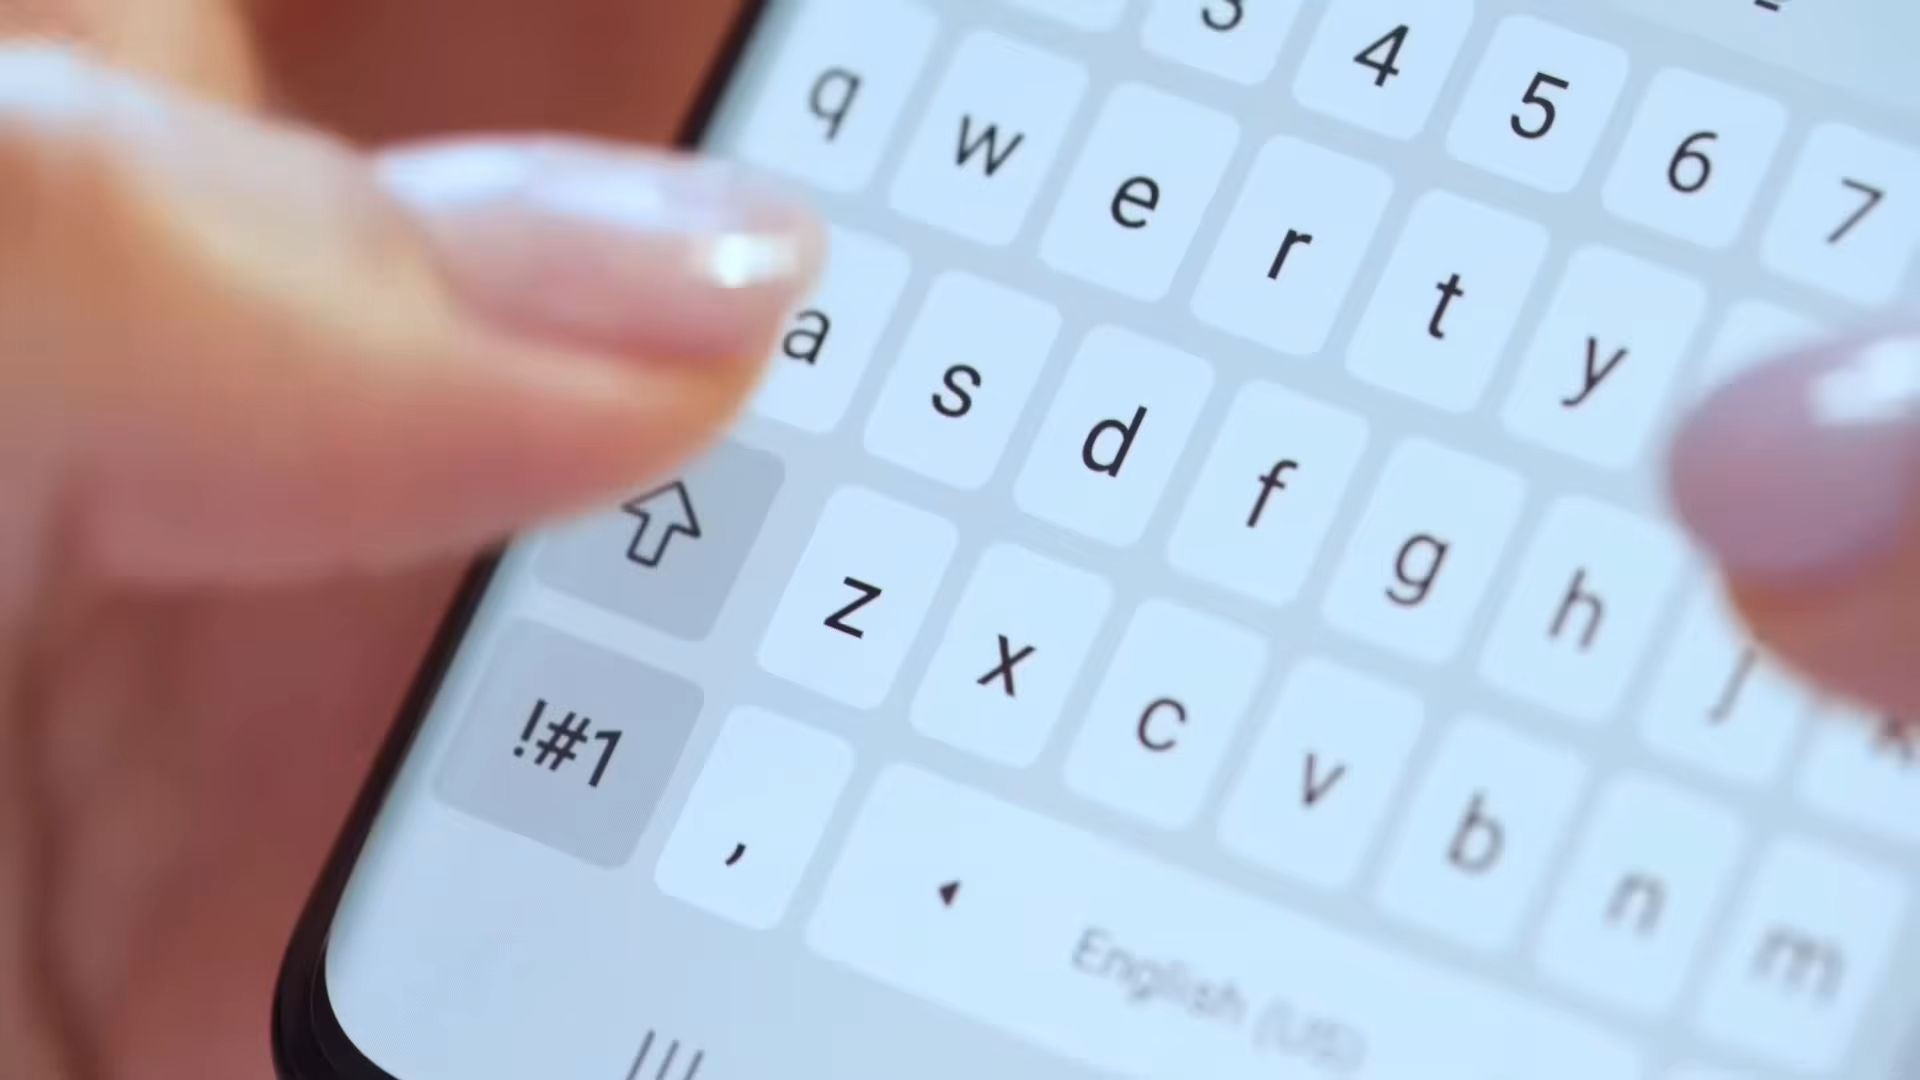 3 4 5 6 7
q w e r t y
a s d f g h j
z x c v b n m
!#1 ,
English (US)